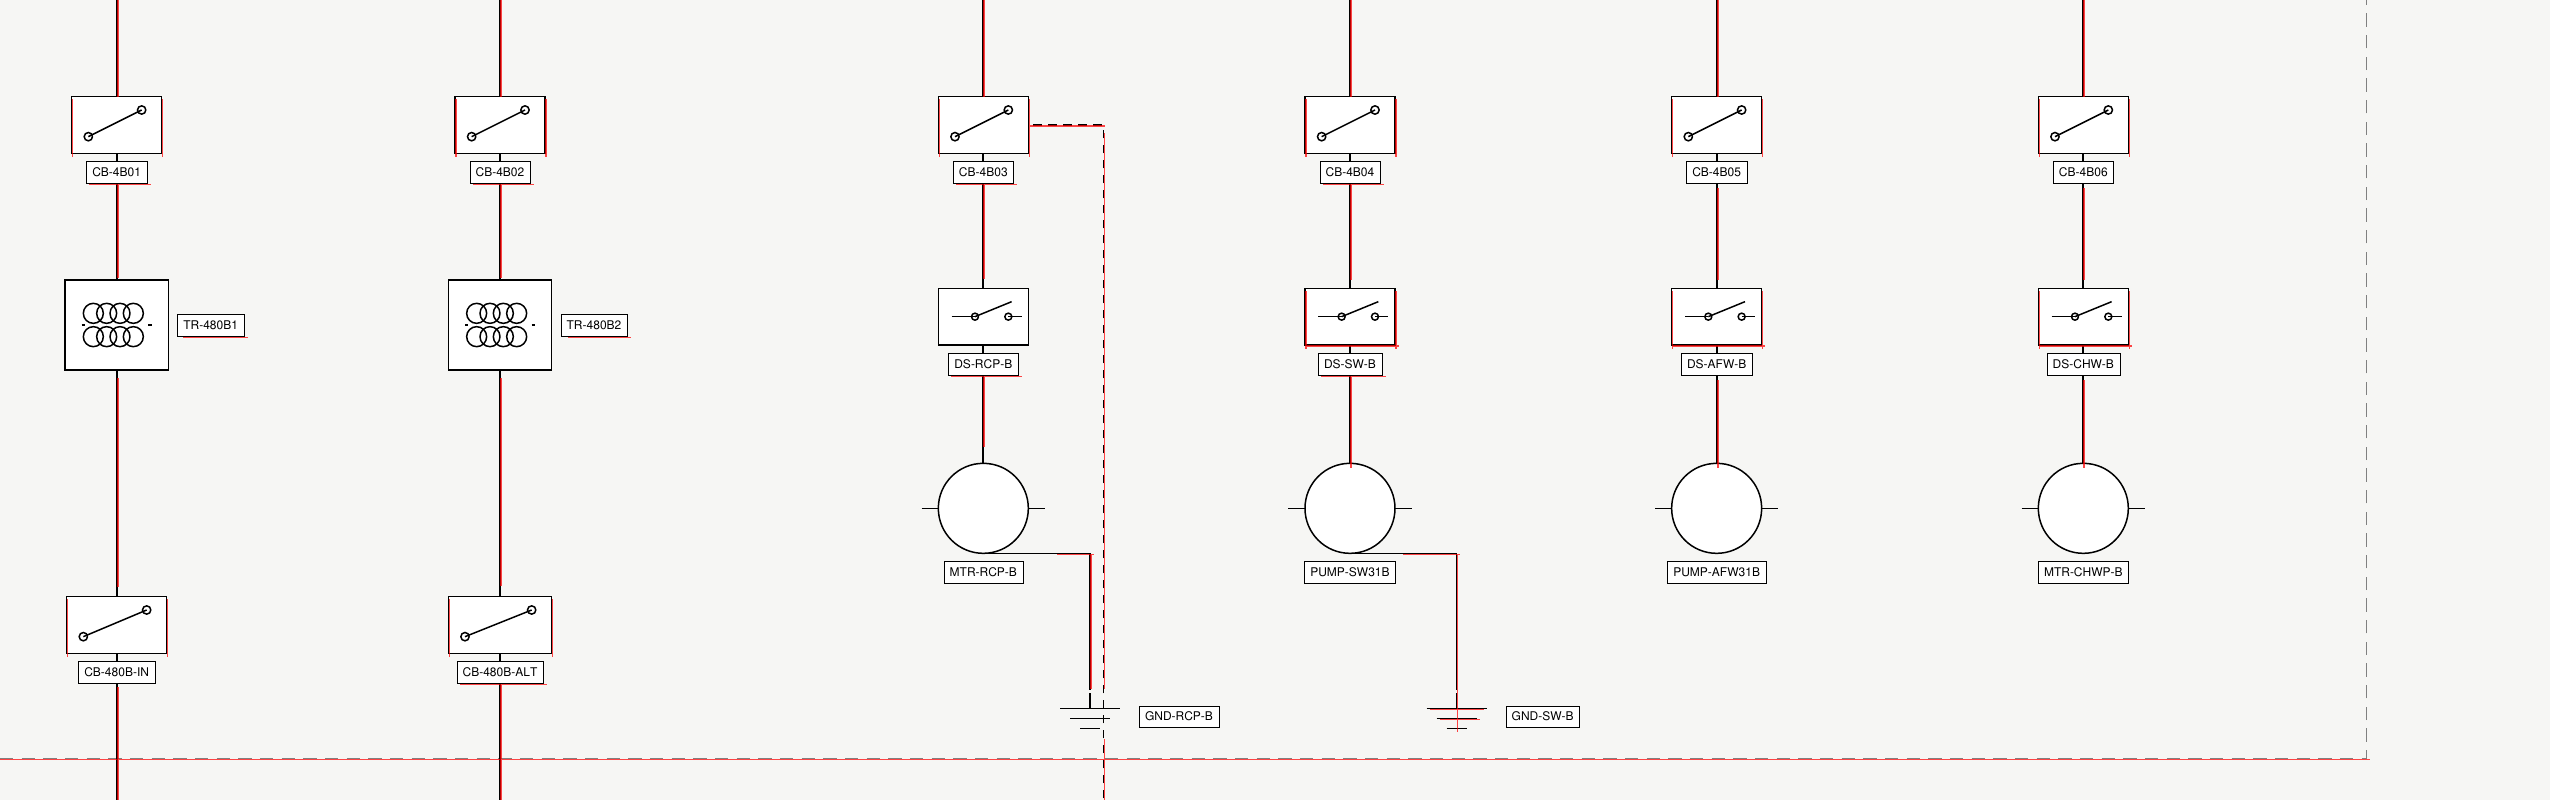 CB-4B01
CB-4B02
CB-4B03
CB-4B04
CB-4B05
CB-4B06
TR-480B1
TR-480B2
DS-RCP-B
DS-SW-B
DS-AFW-B
DS-CHW-B
MTR-RCP-B
PUMP-SW31B
PUMP-AFW31B
MTR-CHWP-B
CB-480B-IN
CB-480B-ALT
GND-RCP-B
GND-SW-B